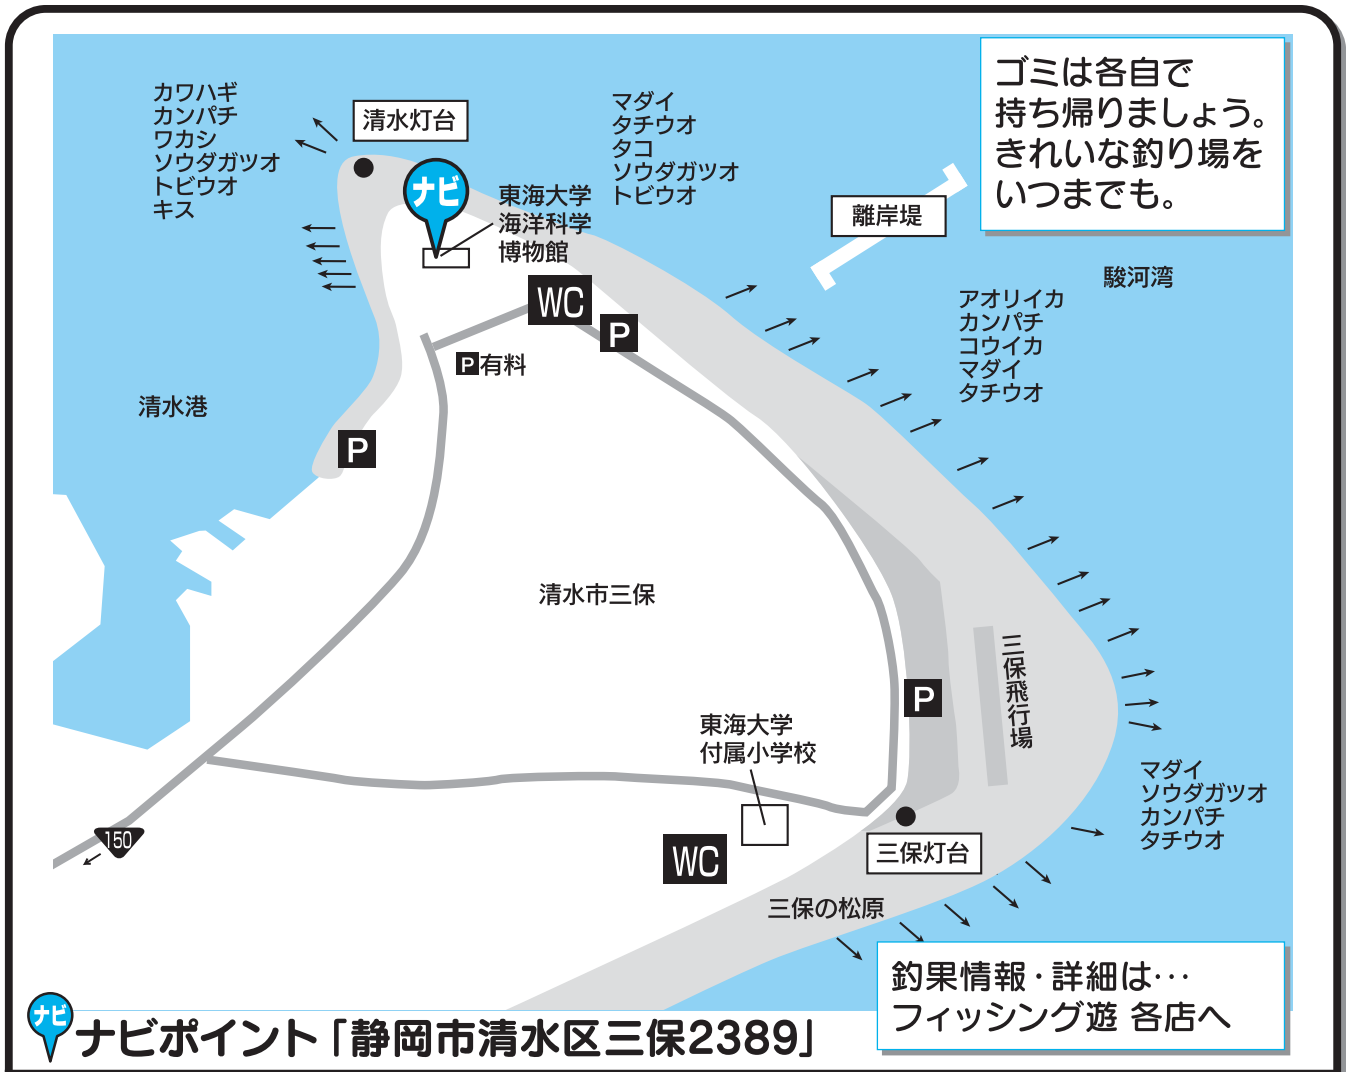 カワハギ
カンパチ
ワカシ
ソウダガツオ
トビウオ
キス
清水灯台
ナビ
東海大学
海洋科学
博物館
マダイ
タチウオ
タコ
ソウダガツオ
トビウオ
離岸堤
ゴミは各自で
持ち帰りましょう。
きれいな釣り場を
いつまでも。
駿河湾
アオリイカ
カンパチ
コウイカ
マダイ
タチウオ
WC
P
P有料
清水港
P
清水市三保
三保飛行場
P
東海大学
付属小学校
マダイ
ソウダガツオ
カンパチ
タチウオ
150
WC
三保灯台
三保の松原
釣果情報・詳細は…
フィッシング遊 各店へ
ナビ
ナビポイント「静岡市清水区三保2389」